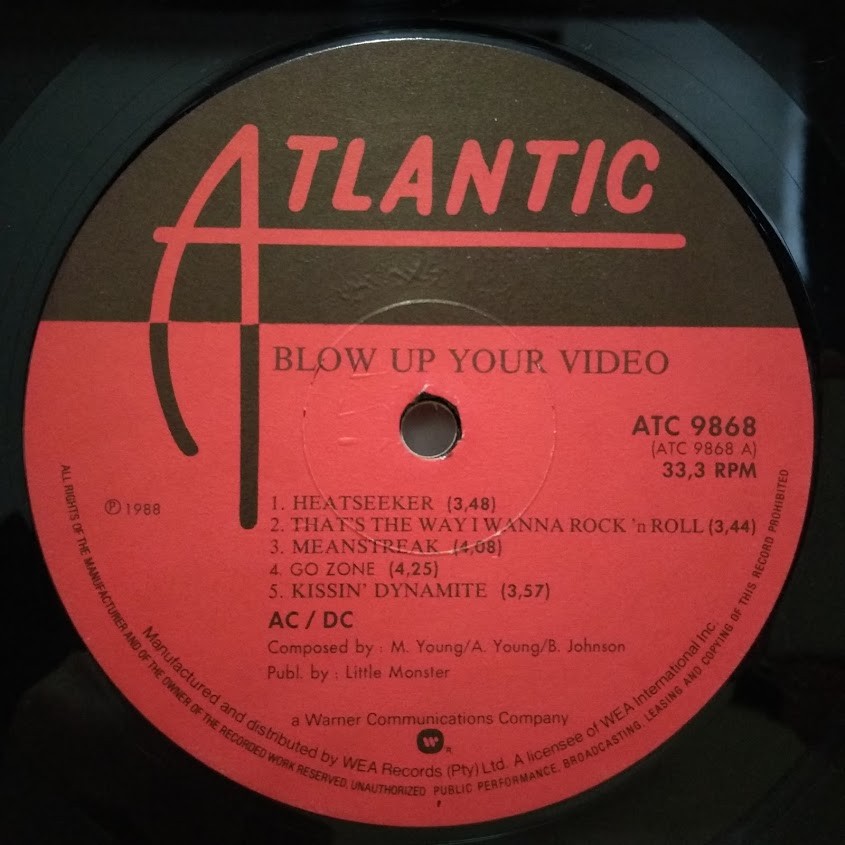 ATLANTIC
BLOW UP YOUR VIDEO
ATC 9868
(ATC 9868 A)
33,3 RPM
℗ 1988
1. HEATSEEKER (3,48)
2. THAT'S THE WAY I WANNA ROCK 'n ROLL (3,44)
3. MEANSTREAK (4,08)
4. GO ZONE (4,25)
5. KISSIN' DYNAMITE (3,57)
AC / DC
Composed by : M. Young/A. Young/B. Johnson
Publ. by : Little Monster
a Warner Communications Company
Manufactured and distributed by WEA Records (Pty) Ltd. A licensee of WEA International Inc.
ALL RIGHTS OF THE MANUFACTURER AND OF THE OWNER OF THE RECORDED WORK RESERVED, UNAUTHORIZED PUBLIC PERFORMANCE, BROADCASTING, LEASING AND COPYING OF THIS RECORD PROHIBITED